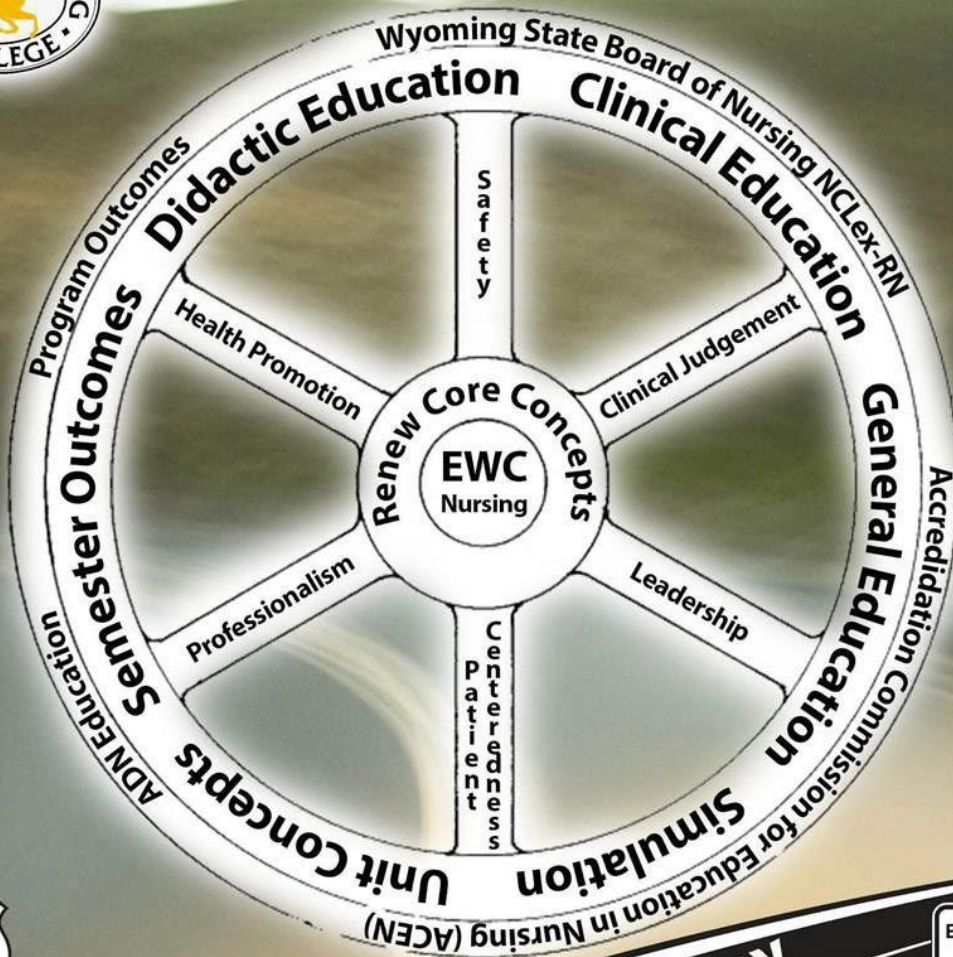 G
LEGE •
Wyoming State Board of Nursing NCLex-RN
Accredidation Commission for Education in Nursing (ACEN)
ADN Education
Program Outcomes
Didactic Education
Clinical Education
General Education
Simulation
Unit Concepts
Semester Outcomes
Safety
Clinical Judgement
Leadership
Patient
Centeredness
Professionalism
Health Promotion
Renew Core Concepts
EWC
Nursing